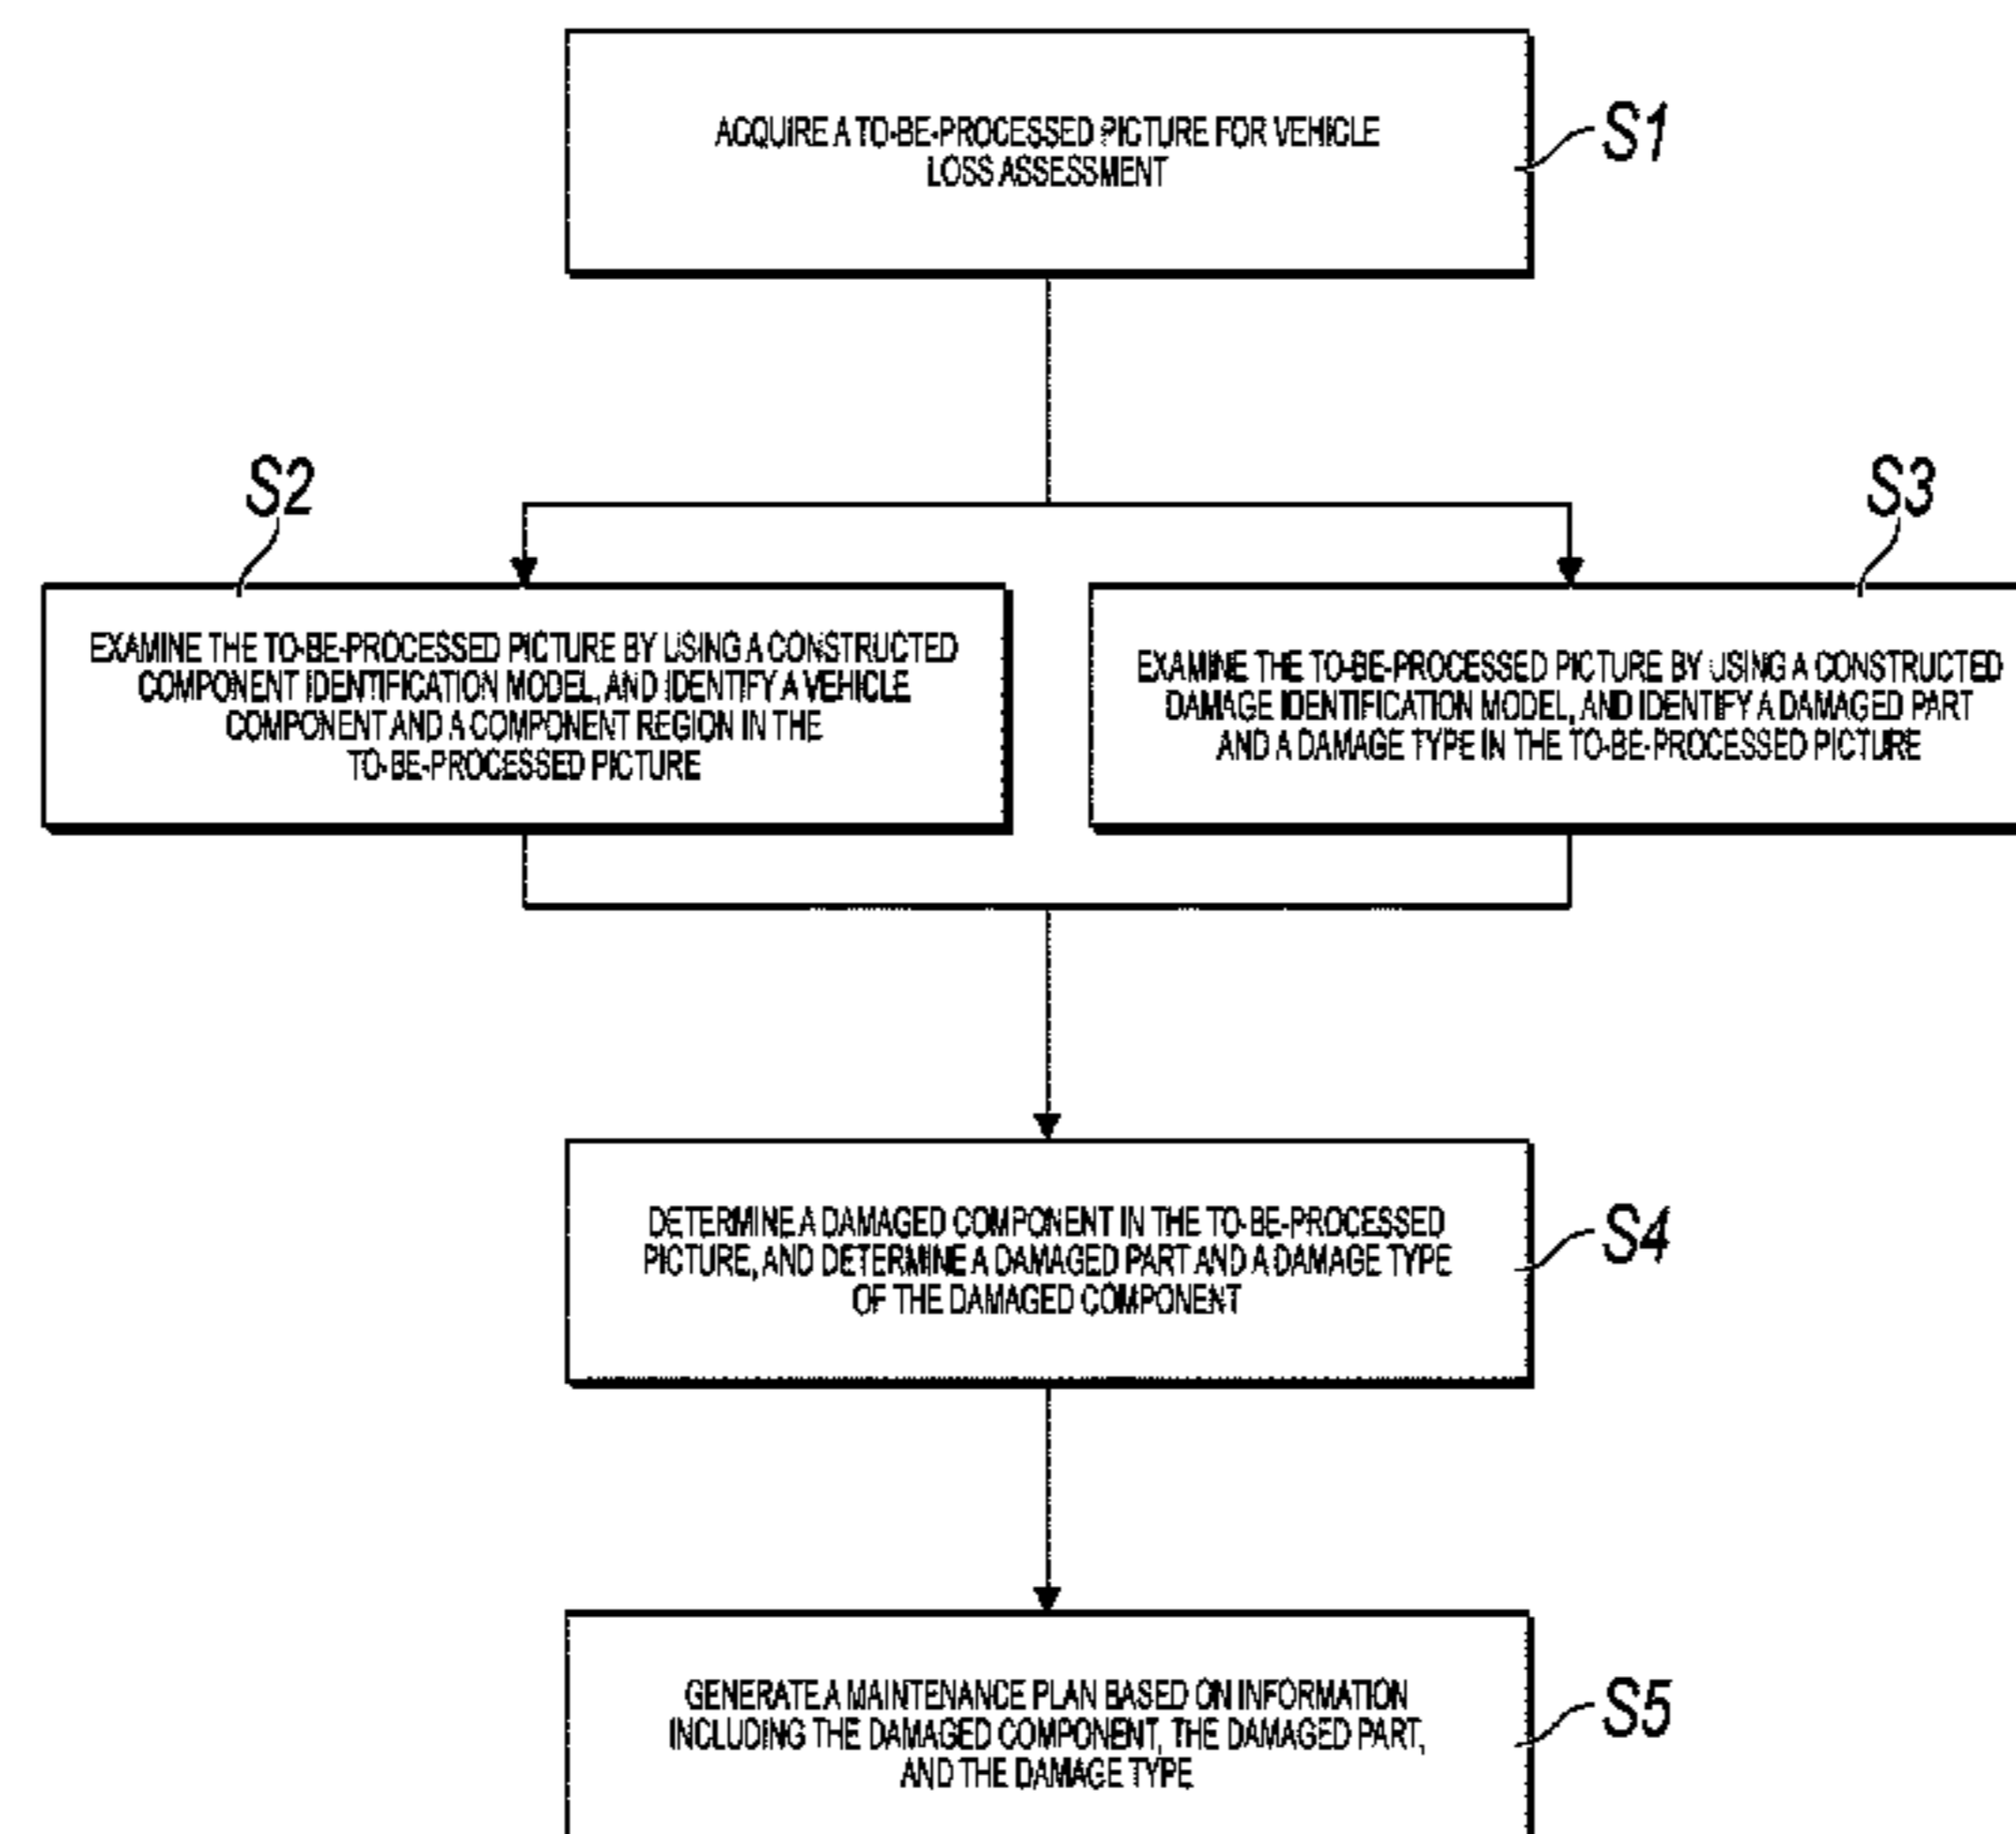 ACQUIRE A TO-BE-PROCESSED PICTURE FOR VEHICLE
LOSS ASSESSMENT
S1
S2
S3
EXAMINE THE TO-BE-PROCESSED PICTURE BY USING A CONSTRUCTED
COMPONENT IDENTIFICATION MODEL, AND IDENTIFY A VEHICLE
COMPONENT AND A COMPONENT REGION IN THE
TO-BE-PROCESSED PICTURE
EXAMINE THE TO-BE-PROCESSED PICTURE BY USING A CONSTRUCTED
DAMAGE IDENTIFICATION MODEL, AND IDENTIFY A DAMAGED PART
AND A DAMAGE TYPE IN THE TO-BE-PROCESSED PICTURE
DETERMINE A DAMAGED COMPONENT IN THE TO-BE-PROCESSED
PICTURE, AND DETERMINE A DAMAGED PART AND A DAMAGE TYPE
OF THE DAMAGED COMPONENT
S4
GENERATE A MAINTENANCE PLAN BASED ON INFORMATION
INCLUDING THE DAMAGED COMPONENT, THE DAMAGED PART,
AND THE DAMAGE TYPE
S5